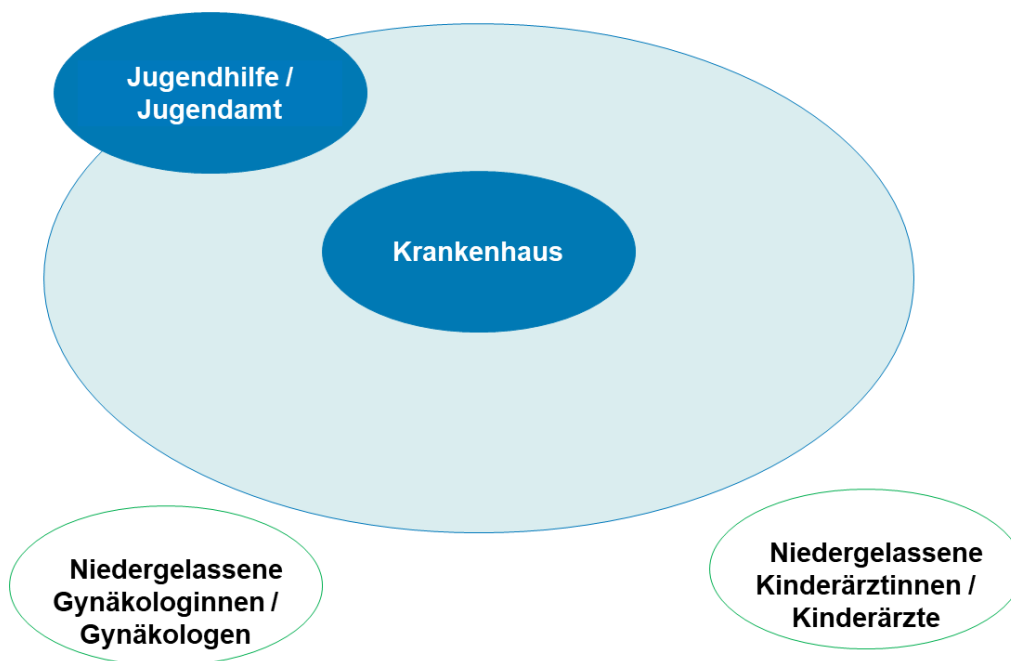 Jugendhilfe /
Jugendamt
Krankenhaus
Niedergelassene
Gynäkologinnen /
Gynäkologen
Niedergelassene
Kinderärztinnen /
Kinderärzte